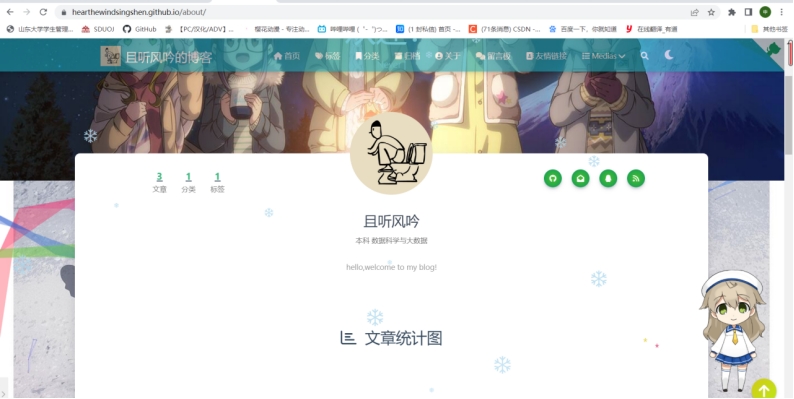 hearthewindsingshen.github.io/about/
山东大学学生管理... SDUOJ GitHub 【PC/汉化/ADV】... 樱花动漫 - 专注动... 哔哩哔哩 (゜-゜)つ... (1 封私信) 首页 -... (71条消息) CSDN -... 百度一下，你就知道 在线翻译_有道 其他书签
且听风吟的博客 首页 标签 分类 归档 关于 留言板 友情链接 Medias
3 1 1
文章 分类 标签
且听风吟
本科 数据科学与大数据
hello,welcome to my blog!
文章统计图